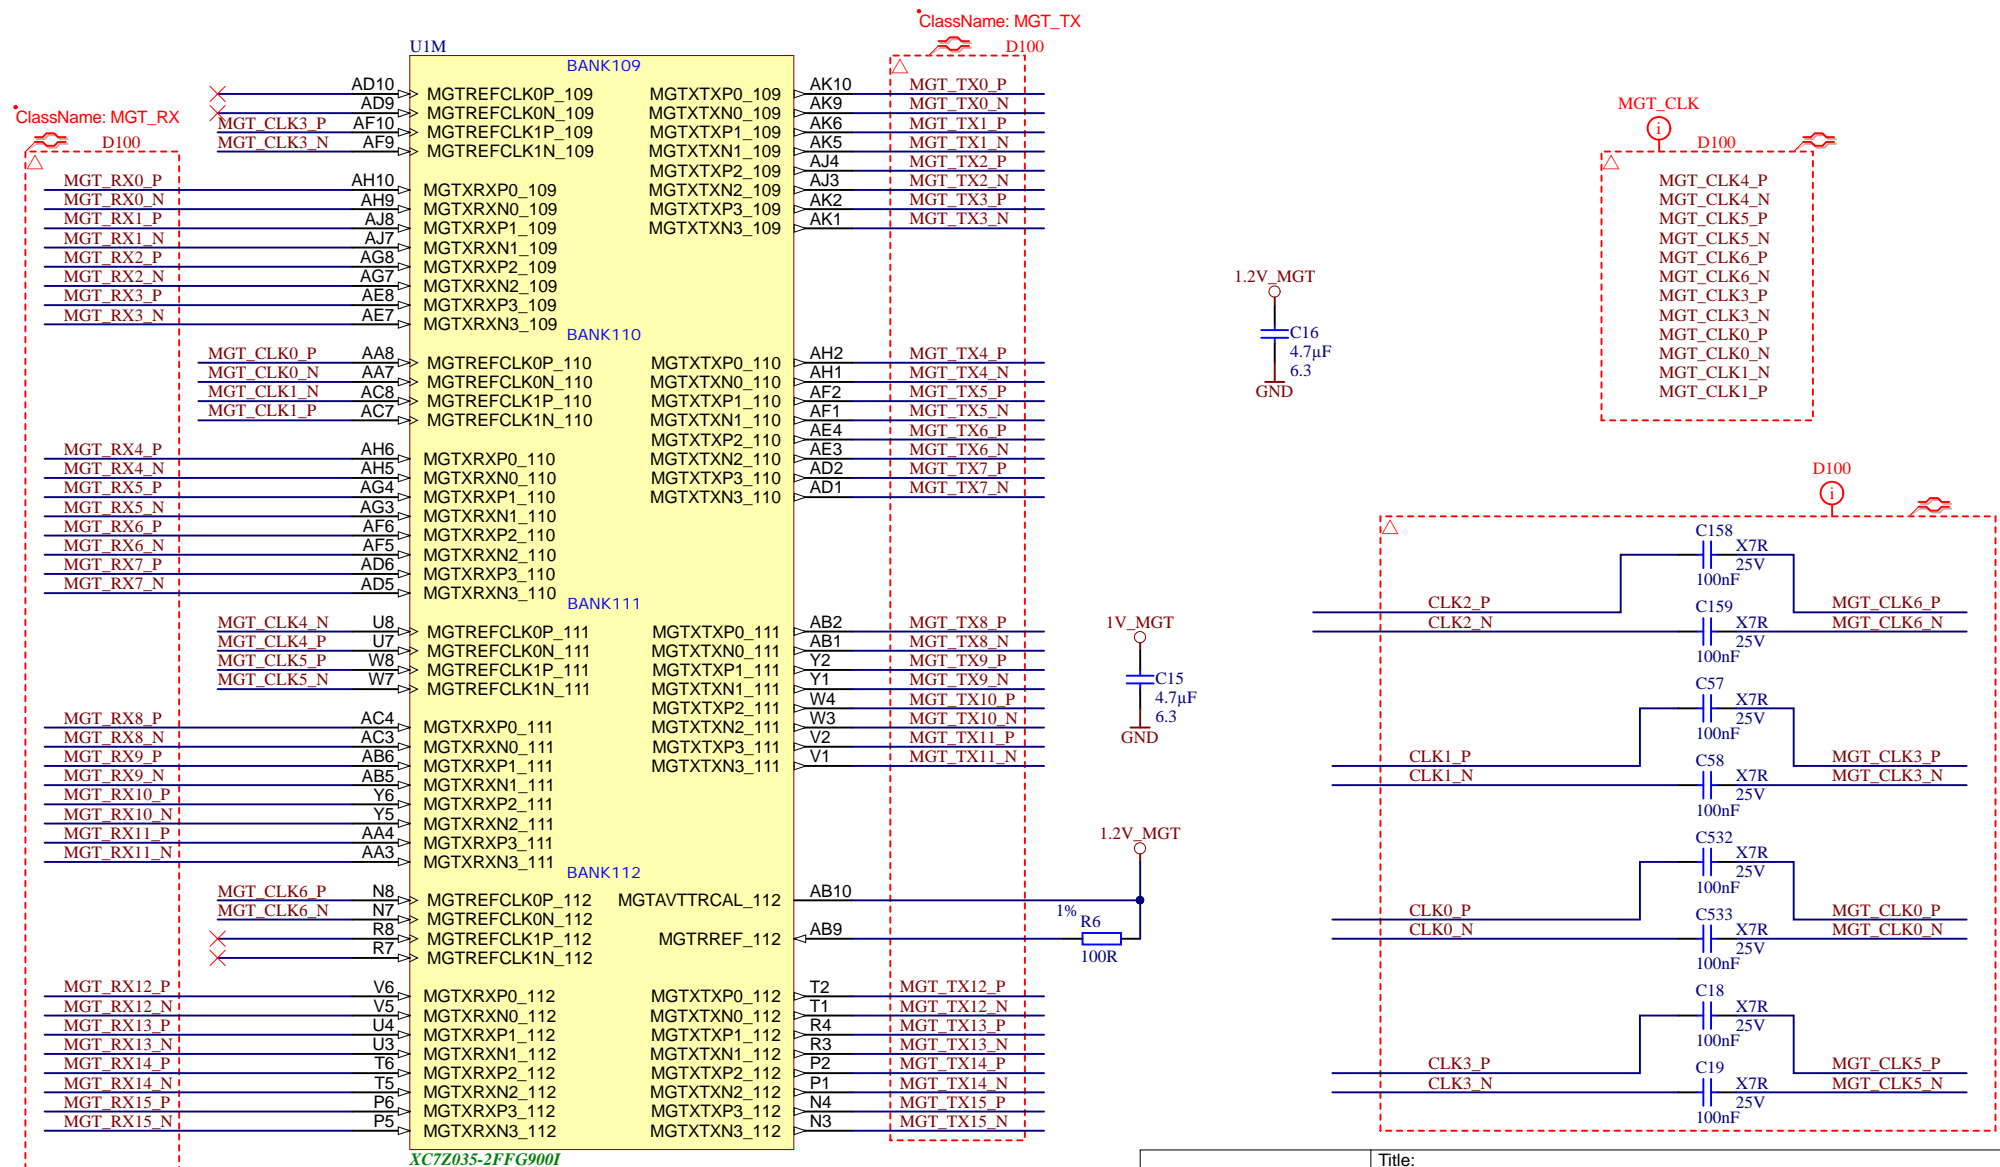 ClassName: MGT_TX
D100
ClassName: MGT_RX
D100
U1M
BANK109
AD10 MGTREFCLK0P_109 MGTXTXP0_109 AK10 MGT_TX0_P
AD9 MGTREFCLK0N_109 MGTXTXN0_109 AK9 MGT_TX0_N
MGT_CLK3_P AF10 MGTREFCLK1P_109 MGTXTXP1_109 AK6 MGT_TX1_P
MGT_CLK3_N AF9 MGTREFCLK1N_109 MGTXTXN1_109 AK5 MGT_TX1_N
MGTXTXP2_109 AJ4 MGT_TX2_P
MGT_RX0_P AH10 MGTXRXP0_109 MGTXTXN2_109 AJ3 MGT_TX2_N
MGT_RX0_N AH9 MGTXRXN0_109 MGTXTXP3_109 AK2 MGT_TX3_P
MGT_RX1_P AJ8 MGTXRXP1_109 MGTXTXN3_109 AK1 MGT_TX3_N
MGT_RX1_N AJ7 MGTXRXN1_109
MGT_RX2_P AG8 MGTXRXP2_109
MGT_RX2_N AG7 MGTXRXN2_109
MGT_RX3_P AE8 MGTXRXP3_109
MGT_RX3_N AE7 MGTXRXN3_109
BANK110
MGT_CLK0_P AA8 MGTREFCLK0P_110 MGTXTXP0_110 AH2 MGT_TX4_P
MGT_CLK0_N AA7 MGTREFCLK0N_110 MGTXTXN0_110 AH1 MGT_TX4_N
MGT_CLK1_N AC8 MGTREFCLK1P_110 MGTXTXP1_110 AF2 MGT_TX5_P
MGT_CLK1_P AC7 MGTREFCLK1N_110 MGTXTXN1_110 AF1 MGT_TX5_N
MGTXTXP2_110 AE4 MGT_TX6_P
MGT_RX4_P AH6 MGTXRXP0_110 MGTXTXN2_110 AE3 MGT_TX6_N
MGT_RX4_N AH5 MGTXRXN0_110 MGTXTXP3_110 AD2 MGT_TX7_P
MGT_RX5_P AG4 MGTXRXP1_110 MGTXTXN3_110 AD1 MGT_TX7_N
MGT_RX5_N AG3 MGTXRXN1_110
MGT_RX6_P AF6 MGTXRXP2_110
MGT_RX6_N AF5 MGTXRXN2_110
MGT_RX7_P AD6 MGTXRXP3_110
MGT_RX7_N AD5 MGTXRXN3_110
BANK111
MGT_CLK4_N U8 MGTREFCLK0P_111 MGTXTXP0_111 AB2 MGT_TX8_P
MGT_CLK4_P U7 MGTREFCLK0N_111 MGTXTXN0_111 AB1 MGT_TX8_N
MGT_CLK5_P W8 MGTREFCLK1P_111 MGTXTXP1_111 Y2 MGT_TX9_P
MGT_CLK5_N W7 MGTREFCLK1N_111 MGTXTXN1_111 Y1 MGT_TX9_N
MGTXTXP2_111 W4 MGT_TX10_P
MGT_RX8_P AC4 MGTXRXP0_111 MGTXTXN2_111 W3 MGT_TX10_N
MGT_RX8_N AC3 MGTXRXN0_111 MGTXTXP3_111 V2 MGT_TX11_P
MGT_RX9_P AB6 MGTXRXP1_111 MGTXTXN3_111 V1 MGT_TX11_N
MGT_RX9_N AB5 MGTXRXN1_111
MGT_RX10_P Y6 MGTXRXP2_111
MGT_RX10_N Y5 MGTXRXN2_111
MGT_RX11_P AA4 MGTXRXP3_111
MGT_RX11_N AA3 MGTXRXN3_111
BANK112
MGT_CLK6_P N8 MGTREFCLK0P_112 MGTAVTTRCAL_112 AB10
MGT_CLK6_N N7 MGTREFCLK0N_112
R8 MGTREFCLK1P_112 MGTRREF_112 AB9
R7 MGTREFCLK1N_112
MGT_RX12_P V6 MGTXRXP0_112 MGTXTXP0_112 T2 MGT_TX12_P
MGT_RX12_N V5 MGTXRXN0_112 MGTXTXN0_112 T1 MGT_TX12_N
MGT_RX13_P U4 MGTXRXP1_112 MGTXTXP1_112 R4 MGT_TX13_P
MGT_RX13_N U3 MGTXRXN1_112 MGTXTXN1_112 R3 MGT_TX13_N
MGT_RX14_P T6 MGTXRXP2_112 MGTXTXP2_112 P2 MGT_TX14_P
MGT_RX14_N T5 MGTXRXN2_112 MGTXTXN2_112 P1 MGT_TX14_N
MGT_RX15_P P6 MGTXRXP3_112 MGTXTXP3_112 N4 MGT_TX15_P
MGT_RX15_N P5 MGTXRXN3_112 MGTXTXN3_112 N3 MGT_TX15_N
XC7Z035-2FFG900I
1.2V_MGT
C16
4.7µF
6.3
GND
1V_MGT
C15
4.7µF
6.3
GND
1.2V_MGT
1%
R6
100R
MGT_CLK
i
D100
MGT_CLK4_P
MGT_CLK4_N
MGT_CLK5_P
MGT_CLK5_N
MGT_CLK6_P
MGT_CLK6_N
MGT_CLK3_P
MGT_CLK3_N
MGT_CLK0_P
MGT_CLK0_N
MGT_CLK1_N
MGT_CLK1_P
D100
i
C158
X7R
25V
100nF
CLK2_P MGT_CLK6_P
C159
CLK2_N X7R MGT_CLK6_N
25V
100nF
C57
X7R
25V
100nF
CLK1_P MGT_CLK3_P
C58
CLK1_N X7R MGT_CLK3_N
25V
100nF
C532
X7R
25V
100nF
CLK0_P MGT_CLK0_P
C533
CLK0_N X7R MGT_CLK0_N
25V
100nF
C18
X7R
25V
100nF
CLK3_P MGT_CLK5_P
C19
CLK3_N X7R MGT_CLK5_N
25V
100nF
Title: